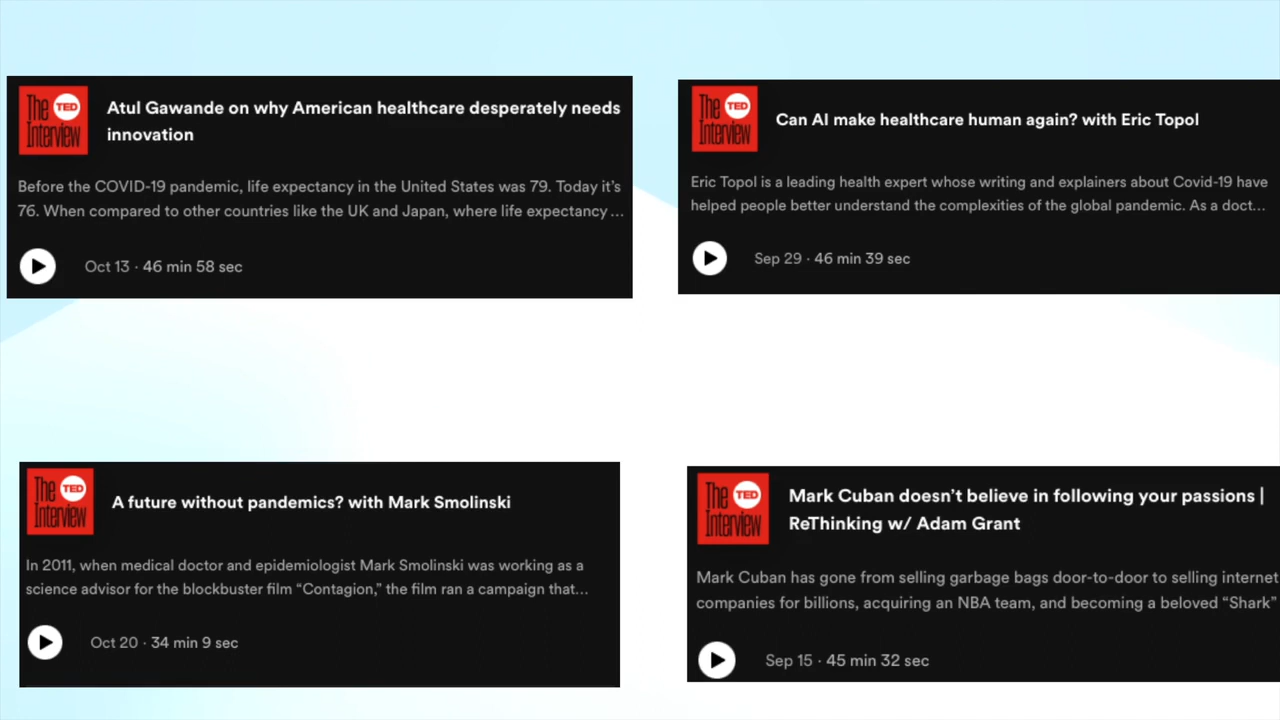 The TED Interview
Atul Gawande on why American healthcare desperately needs
innovation
Before the COVID-19 pandemic, life expectancy in the United States was 79. Today it's
76. When compared to other countries like the UK and Japan, where life expectancy ...
Oct 13 · 46 min 58 sec
The TED Interview
Can AI make healthcare human again? with Eric Topol
Eric Topol is a leading health expert whose writing and explainers about Covid-19 have
helped people better understand the complexities of the global pandemic. As a doct...
Sep 29 · 46 min 39 sec
The TED Interview
A future without pandemics? with Mark Smolinski
In 2011, when medical doctor and epidemiologist Mark Smolinski was working as a
science advisor for the blockbuster film “Contagion,” the film ran a campaign that...
Oct 20 · 34 min 9 sec
The TED Interview
Mark Cuban doesn't believe in following your passions |
ReThinking w/ Adam Grant
Mark Cuban has gone from selling garbage bags door-to-door to selling internet
companies for billions, acquiring an NBA team, and becoming a beloved “Shark”
Sep 15 · 45 min 32 sec